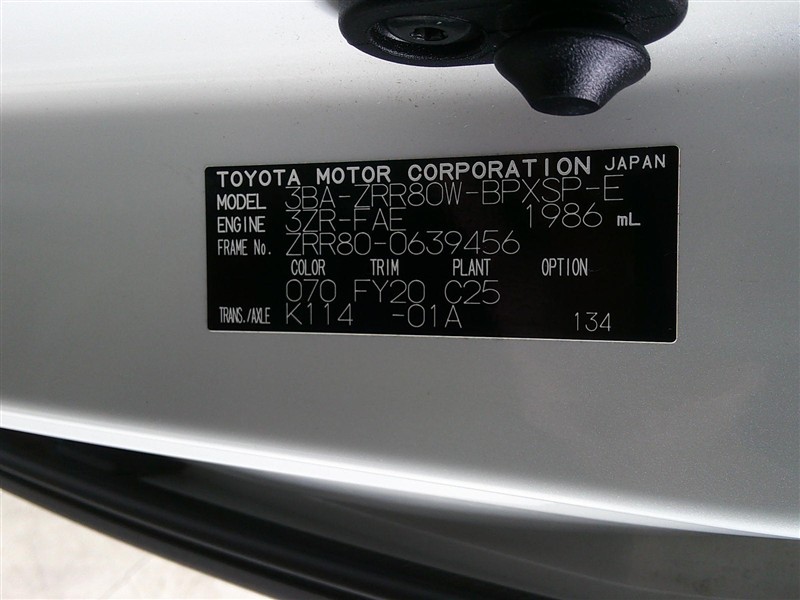 TOYOTA MOTOR CORPORATION JAPAN
MODEL 3BA-ZRR80W-BPXSP-E
ENGINE 3ZR-FAE 1986 mL
FRAME No. ZRR80-0639456
COLOR TRIM PLANT OPTION
070 FY20 C25
TRANS./AXLE K114 -01A 134